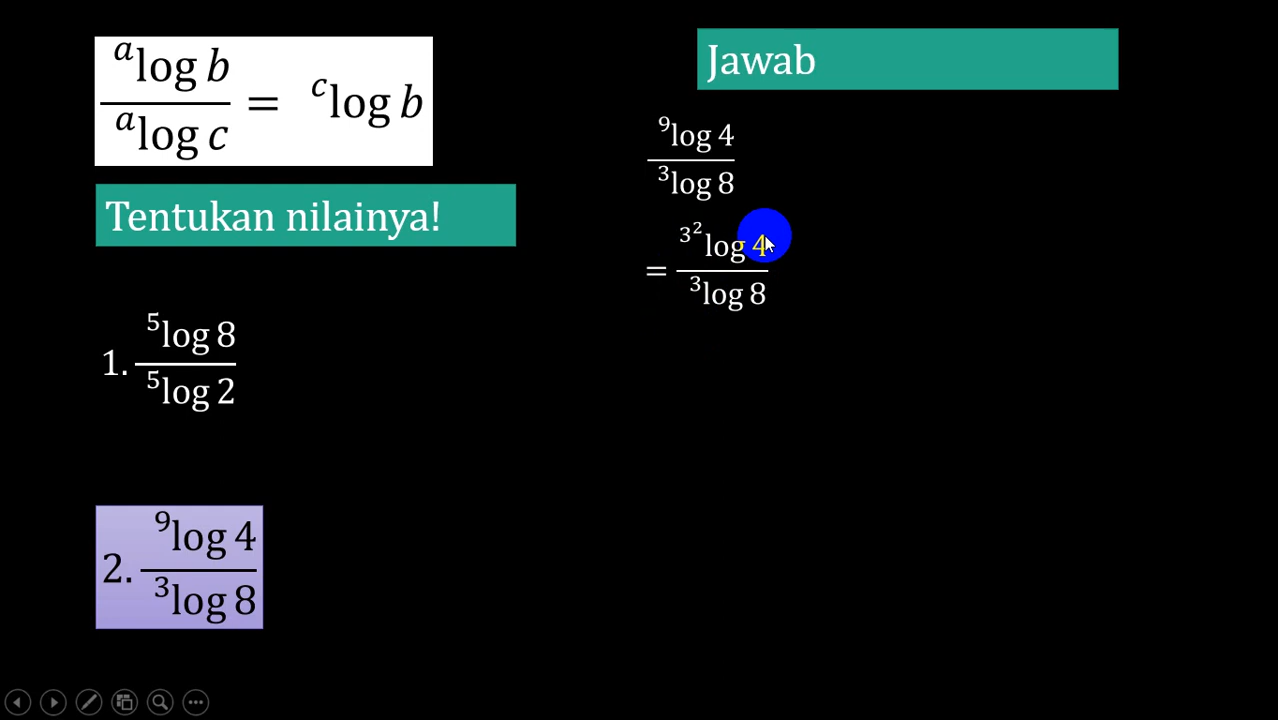 ᵃlog b / ᵃlog c = ᶜlog b
Tentukan nilainya!
1. ⁵log 8 / ⁵log 2
2. ⁹log 4 / ³log 8
Jawab
⁹log 4 / ³log 8
= 3²log 4 / ³log 8